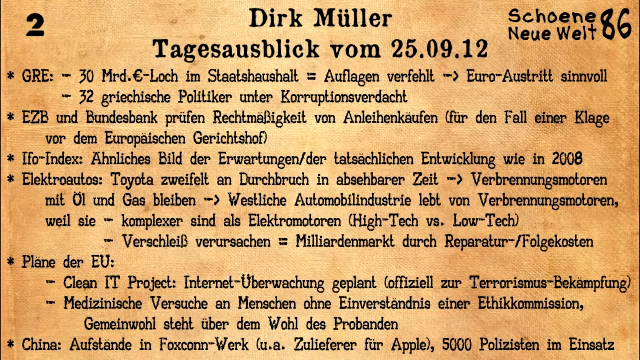 2
Dirk Müller
Tagesausblick vom 25.09.12
Schoene
Neue Welt 86
* GRE: - 30 Mrd.€-Loch im Staatshaushalt = Auflagen verfehlt -> Euro-Austritt sinnvoll
- 32 griechische Politiker unter Korruptionsverdacht
* EZB und Bundesbank prüfen Rechtmäßigkeit von Anleihenkäufen (für den Fall einer Klage
vor dem Europäischen Gerichtshof)
* Ifo-Index: Ähnliches Bild der Erwartungen/der tatsächlichen Entwicklung wie in 2008
* Elektroautos: Toyota zweifelt an Durchbruch in absehbarer Zeit -> Verbrennungsmotoren
mit Öl und Gas bleiben -> Westliche Automobilindustrie lebt von Verbrennungsmotoren,
weil sie - komplexer sind als Elektromotoren (High-Tech vs. Low-Tech)
- Verschleiß verursachen = Milliardenmarkt durch Reparatur-/Folgekosten
* Pläne der EU:
- Clean IT Project: Internet-Überwachung geplant (offiziell zur Terrorismus-Bekämpfung)
- Medizinische Versuche an Menschen ohne Einverständnis einer Ethikkommission,
Gemeinwohl steht über dem Wohl des Probanden
* China: Aufstände in Foxconn-Werk (u.a. Zulieferer für Apple), 5000 Polizisten im Einsatz